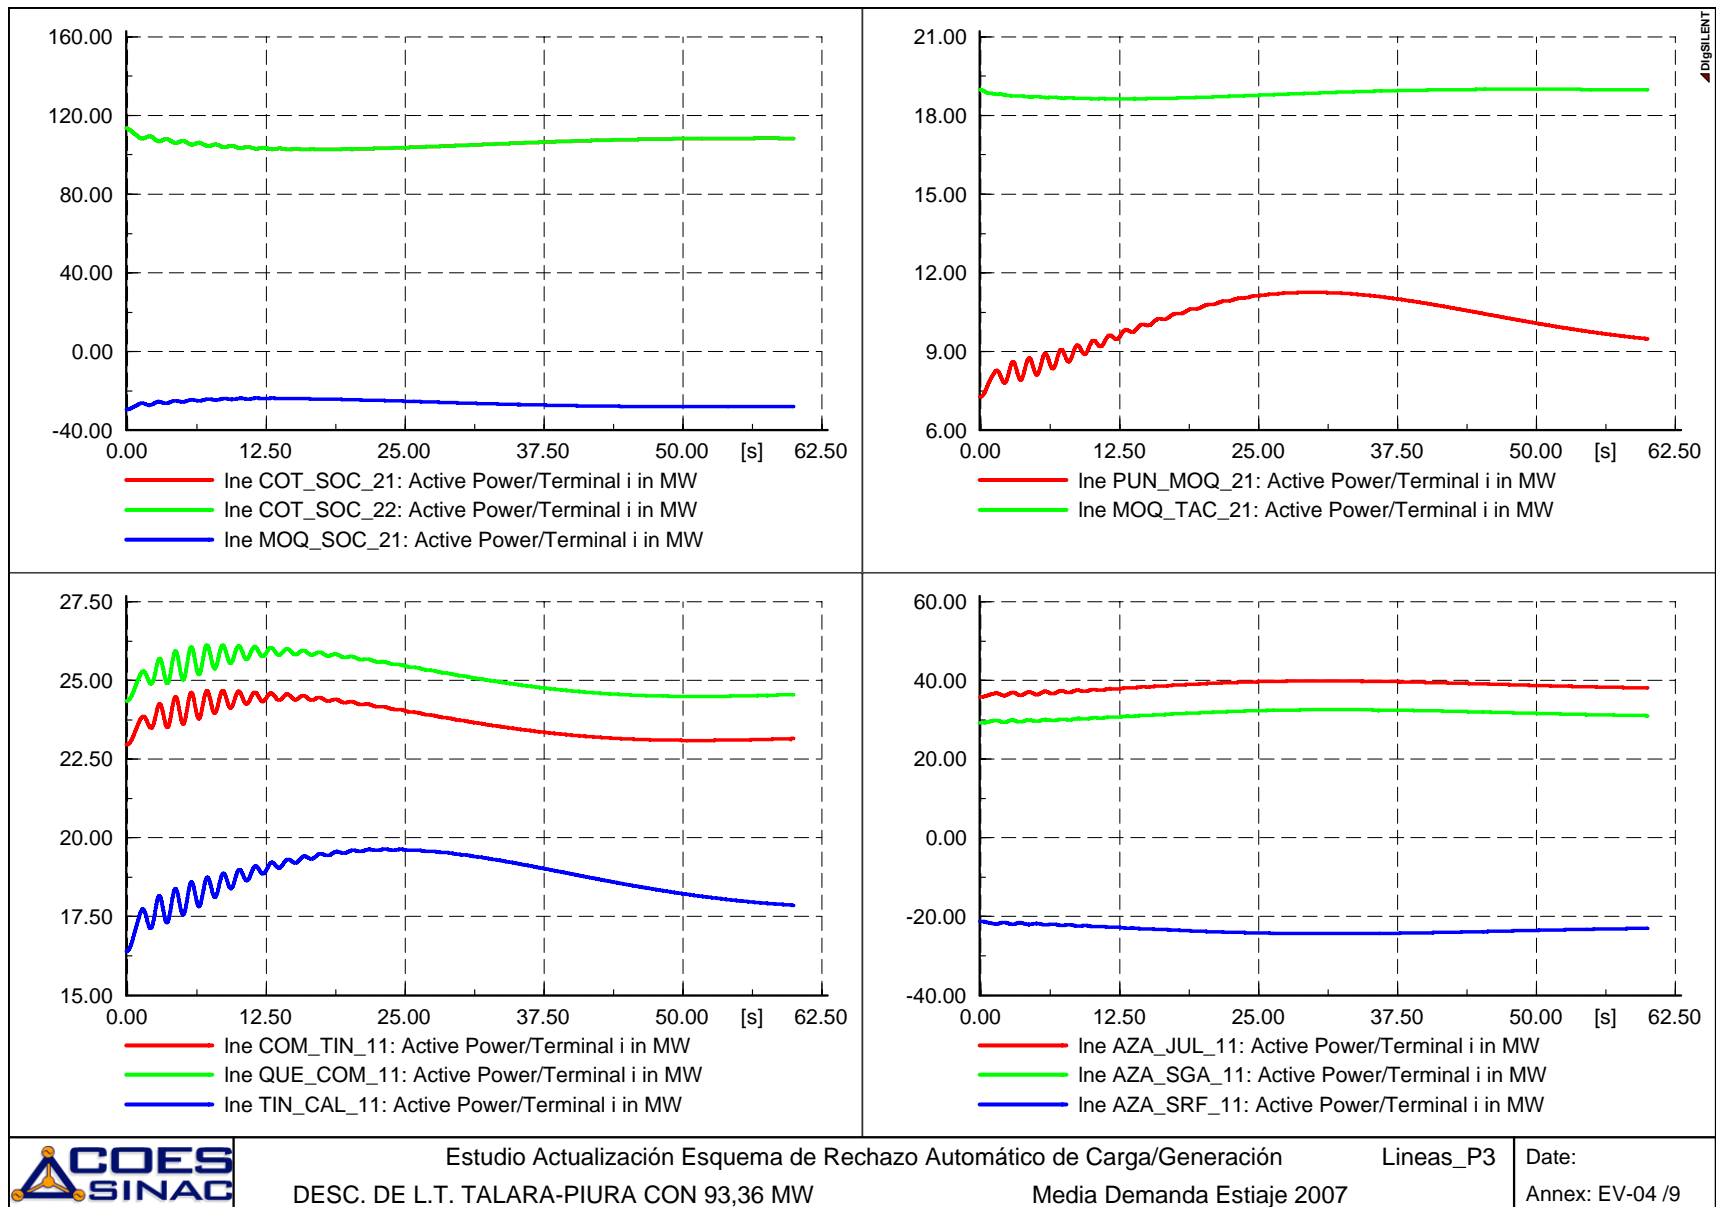 DIgSILENT
160.00
120.00
80.00
40.00
0.00
-40.00
0.00 12.50 25.00 37.50 50.00 [s] 62.50
lne COT_SOC_21: Active Power/Terminal i in MW
lne COT_SOC_22: Active Power/Terminal i in MW
lne MOQ_SOC_21: Active Power/Terminal i in MW
21.00
18.00
15.00
12.00
9.00
6.00
0.00 12.50 25.00 37.50 50.00 [s] 62.50
lne PUN_MOQ_21: Active Power/Terminal i in MW
lne MOQ_TAC_21: Active Power/Terminal i in MW
27.50
25.00
22.50
20.00
17.50
15.00
0.00 12.50 25.00 37.50 50.00 [s] 62.50
lne COM_TIN_11: Active Power/Terminal i in MW
lne QUE_COM_11: Active Power/Terminal i in MW
lne TIN_CAL_11: Active Power/Terminal i in MW
60.00
40.00
20.00
0.00
-20.00
-40.00
0.00 12.50 25.00 37.50 50.00 [s] 62.50
lne AZA_JUL_11: Active Power/Terminal i in MW
lne AZA_SGA_11: Active Power/Terminal i in MW
lne AZA_SRF_11: Active Power/Terminal i in MW
COES
SINAC
Estudio Actualización Esquema de Rechazo Automático de Carga/Generación
DESC. DE L.T. TALARA-PIURA CON 93,36 MW
Lineas_P3
Media Demanda Estiaje 2007
Date:
Annex: EV-04 /9